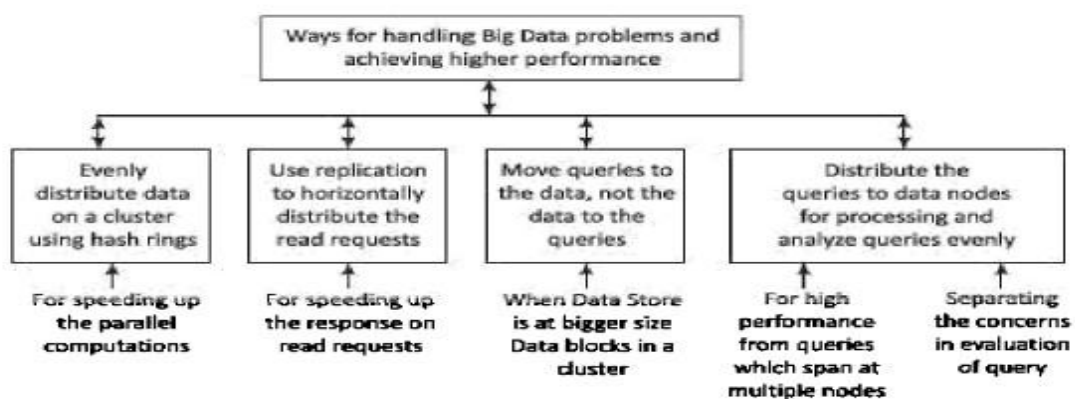 Ways for handling Big Data problems and
achieving higher performance
Evenly
distribute data
on a cluster
using hash rings
Use replication
to horizontally
distribute the
read requests
Move queries to
the data, not the
data to the
queries
Distribute the
queries to data nodes
for processing and
analyze queries evenly
For speeding up
the parallel
computations
For speeding up
the response on
read requests
When Data Store
is at bigger size
Data blocks in a
cluster
For high
performance
from queries
which span at
multiple nodes
Separating
the concerns
in evaluation
of query